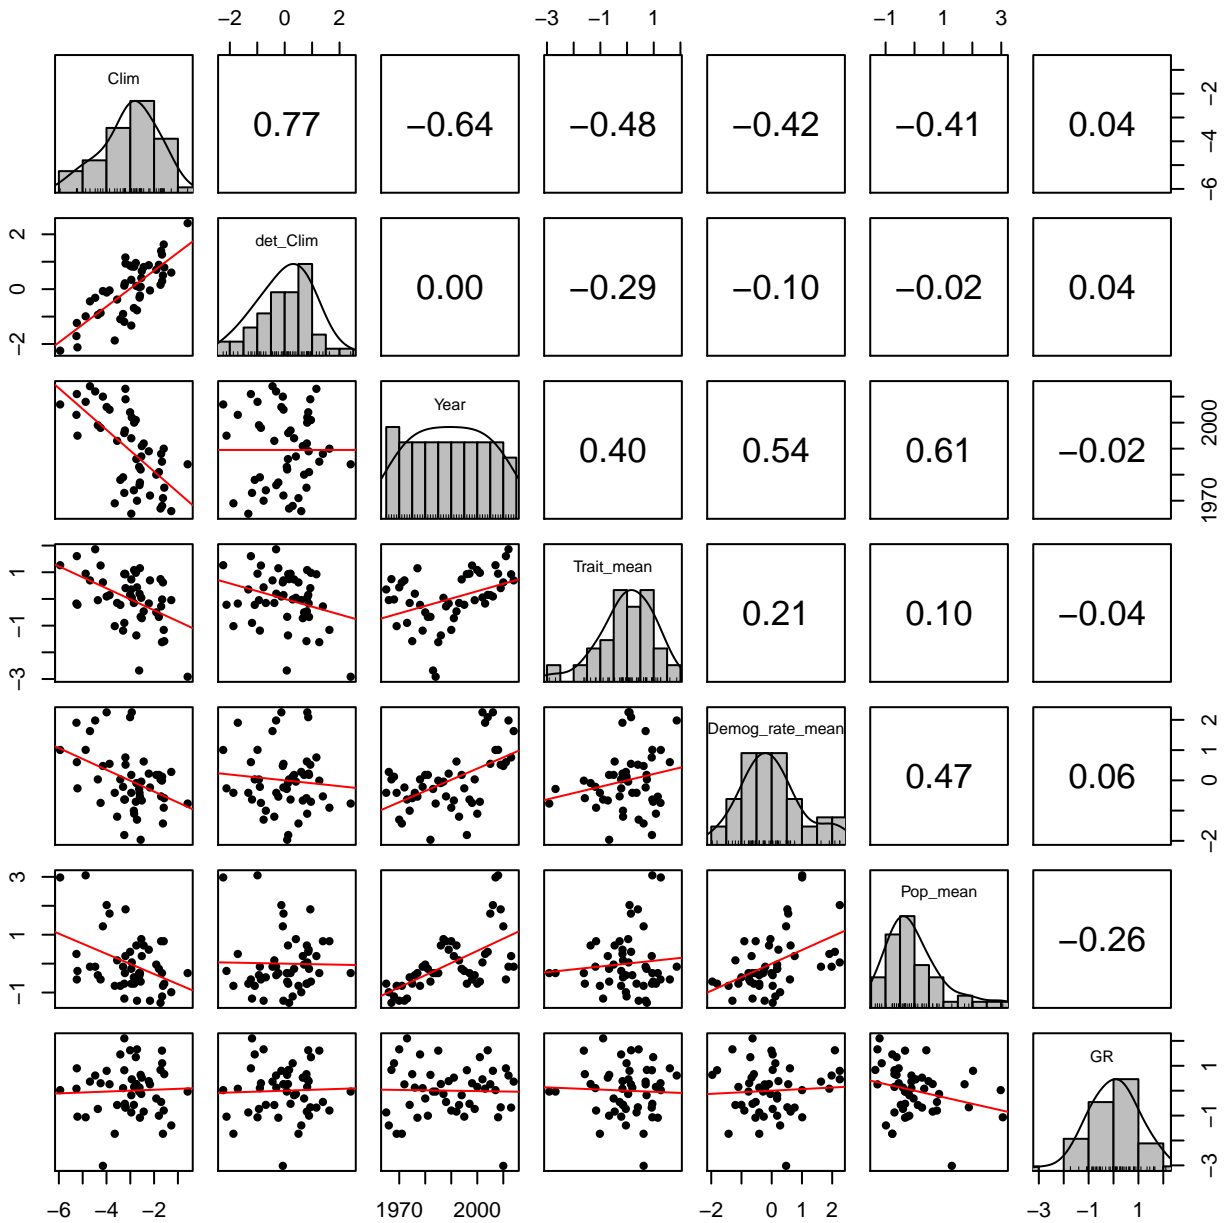 −2 0 2 −3 −1 1 −1 1 3
Clim 0.77 −0.64 −0.48 −0.42 −0.41 0.04 −6 −4 −2
−2 0 2 det_Clim 0.00 −0.29 −0.10 −0.02 0.04
Year 0.40 0.54 0.61 −0.02 1970 2000
−3 −1 1 Trait_mean 0.21 0.10 −0.04
Demog_rate_mean 0.47 0.06 −2 0 1 2
−1 1 3 Pop_mean −0.26
GR −3 −1 1
−6 −4 −2 1970 2000 −2 0 1 2 −3 −1 1